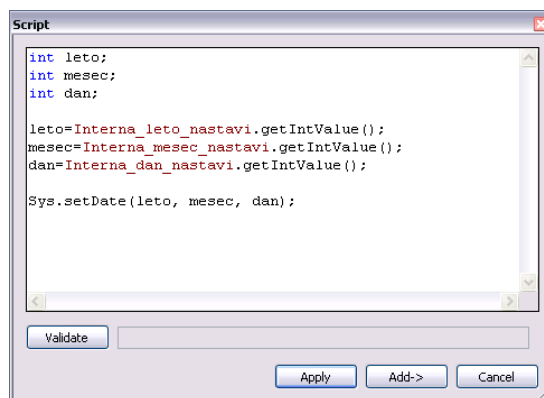 Script
int leto;
int mesec;
int dan;
leto=Interna_leto_nastavi.getIntValue();
mesec=Interna_mesec_nastavi.getIntValue();
dan=Interna_dan_nastavi.getIntValue();
Sys.setDate(leto, mesec, dan);
Validate
Apply Add-> Cancel